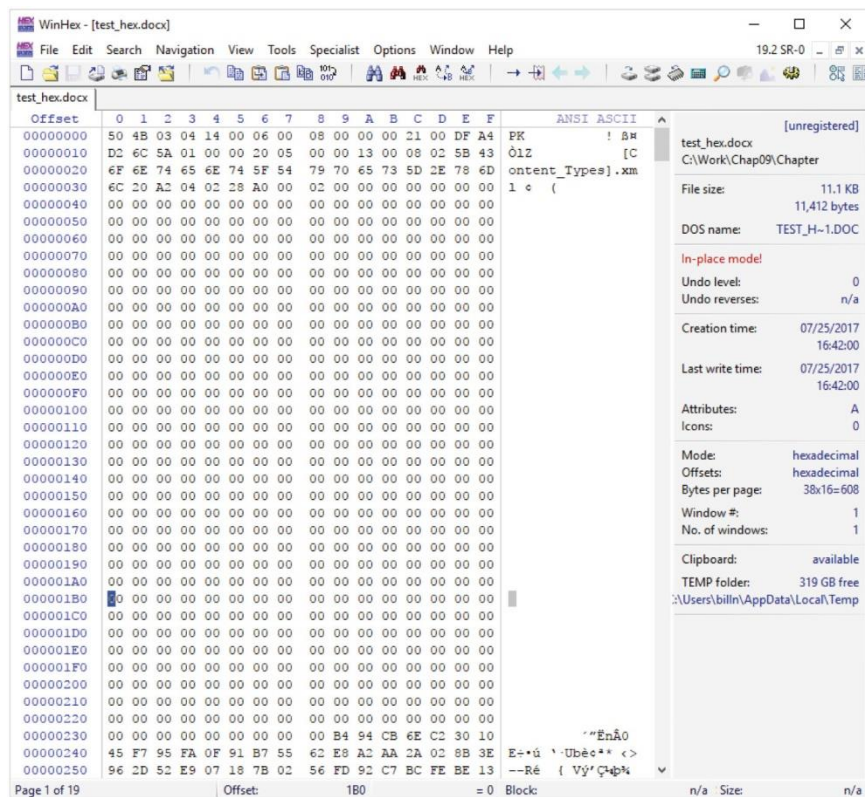 WinHex - [test_hex.docx]
File Edit Search Navigation View Tools Specialist Options Window Help 19.2 SR-0
test_hex.docx
Offset 0 1 2 3 4 5 6 7 8 9 A B C D E F ANSI ASCII
00000000 50 4B 03 04 14 00 06 00 08 00 00 00 21 00 DF A4 PK ! ß¤
00000010 D2 6C 5A 01 00 00 20 05 00 00 13 00 08 02 5B 43 ÒlZ [C
00000020 6F 6E 74 65 6E 74 5F 54 79 70 65 73 5D 2E 78 6D ontent_Types].xm
00000030 6C 20 A2 04 02 28 A0 00 02 00 00 00 00 00 00 00 l ¢ (
00000040 00 00 00 00 00 00 00 00 00 00 00 00 00 00 00 00
00000050 00 00 00 00 00 00 00 00 00 00 00 00 00 00 00 00
00000060 00 00 00 00 00 00 00 00 00 00 00 00 00 00 00 00
00000070 00 00 00 00 00 00 00 00 00 00 00 00 00 00 00 00
00000080 00 00 00 00 00 00 00 00 00 00 00 00 00 00 00 00
00000090 00 00 00 00 00 00 00 00 00 00 00 00 00 00 00 00
000000A0 00 00 00 00 00 00 00 00 00 00 00 00 00 00 00 00
000000B0 00 00 00 00 00 00 00 00 00 00 00 00 00 00 00 00
000000C0 00 00 00 00 00 00 00 00 00 00 00 00 00 00 00 00
000000D0 00 00 00 00 00 00 00 00 00 00 00 00 00 00 00 00
000000E0 00 00 00 00 00 00 00 00 00 00 00 00 00 00 00 00
000000F0 00 00 00 00 00 00 00 00 00 00 00 00 00 00 00 00
00000100 00 00 00 00 00 00 00 00 00 00 00 00 00 00 00 00
00000110 00 00 00 00 00 00 00 00 00 00 00 00 00 00 00 00
00000120 00 00 00 00 00 00 00 00 00 00 00 00 00 00 00 00
00000130 00 00 00 00 00 00 00 00 00 00 00 00 00 00 00 00
00000140 00 00 00 00 00 00 00 00 00 00 00 00 00 00 00 00
00000150 00 00 00 00 00 00 00 00 00 00 00 00 00 00 00 00
00000160 00 00 00 00 00 00 00 00 00 00 00 00 00 00 00 00
00000170 00 00 00 00 00 00 00 00 00 00 00 00 00 00 00 00
00000180 00 00 00 00 00 00 00 00 00 00 00 00 00 00 00 00
00000190 00 00 00 00 00 00 00 00 00 00 00 00 00 00 00 00
000001A0 00 00 00 00 00 00 00 00 00 00 00 00 00 00 00 00
000001B0 00 00 00 00 00 00 00 00 00 00 00 00 00 00 00 00
000001C0 00 00 00 00 00 00 00 00 00 00 00 00 00 00 00 00
000001D0 00 00 00 00 00 00 00 00 00 00 00 00 00 00 00 00
000001E0 00 00 00 00 00 00 00 00 00 00 00 00 00 00 00 00
000001F0 00 00 00 00 00 00 00 00 00 00 00 00 00 00 00 00
00000200 00 00 00 00 00 00 00 00 00 00 00 00 00 00 00 00
00000210 00 00 00 00 00 00 00 00 00 00 00 00 00 00 00 00
00000220 00 00 00 00 00 00 00 00 00 00 00 00 00 00 00 00
00000230 00 00 00 00 00 00 00 00 00 B4 94 CB 6E C2 30 10 ´”ËnÂ0
00000240 45 F7 95 FA 0F 91 B7 55 62 E8 A2 AA 2A 02 8B 3E E÷•ú ‘·Ubè¢ª* ‹>
00000250 96 2D 52 E9 07 18 7B 02 56 FD 92 C7 BC FE BE 13 –-Ré { Vý’Ǽþ¾
[unregistered]
test_hex.docx
C:\Work\Chap09\Chapter
File size: 11.1 KB
11,412 bytes
DOS name: TEST_H~1.DOC
In-place mode!
Undo level: 0
Undo reverses: n/a
Creation time: 07/25/2017
16:42:00
Last write time: 07/25/2017
16:42:00
Attributes: A
Icons: 0
Mode: hexadecimal
Offsets: hexadecimal
Bytes per page: 38x16=608
Window #: 1
No. of windows: 1
Clipboard: available
TEMP folder: 319 GB free
:\Users\billn\AppData\Local\Temp
Page 1 of 19 Offset: 1B0 = 0 Block: n/a Size: n/a